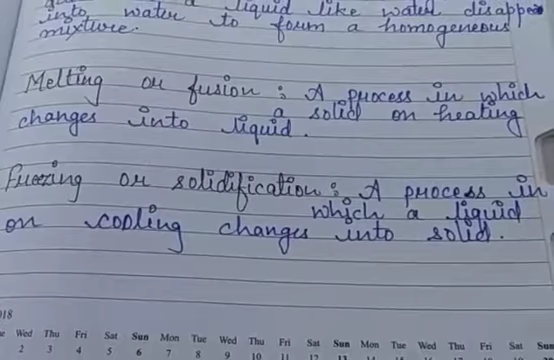 into water a liquid like water disappe
mixture. to form a homogeneous
Melting or fusion : A process in which
a solid on heating
changes into liquid.
Freezing or solidification : A process in
which a liquid
on cooling changes into solid.
018
e Wed Thu Fri Sat Sun Mon Tue Wed Thu Fri Sat Sun Mon Tue Wed Thu Fri Sat Sun
2 3 4 5 6 7 8 9 10 11 12 13